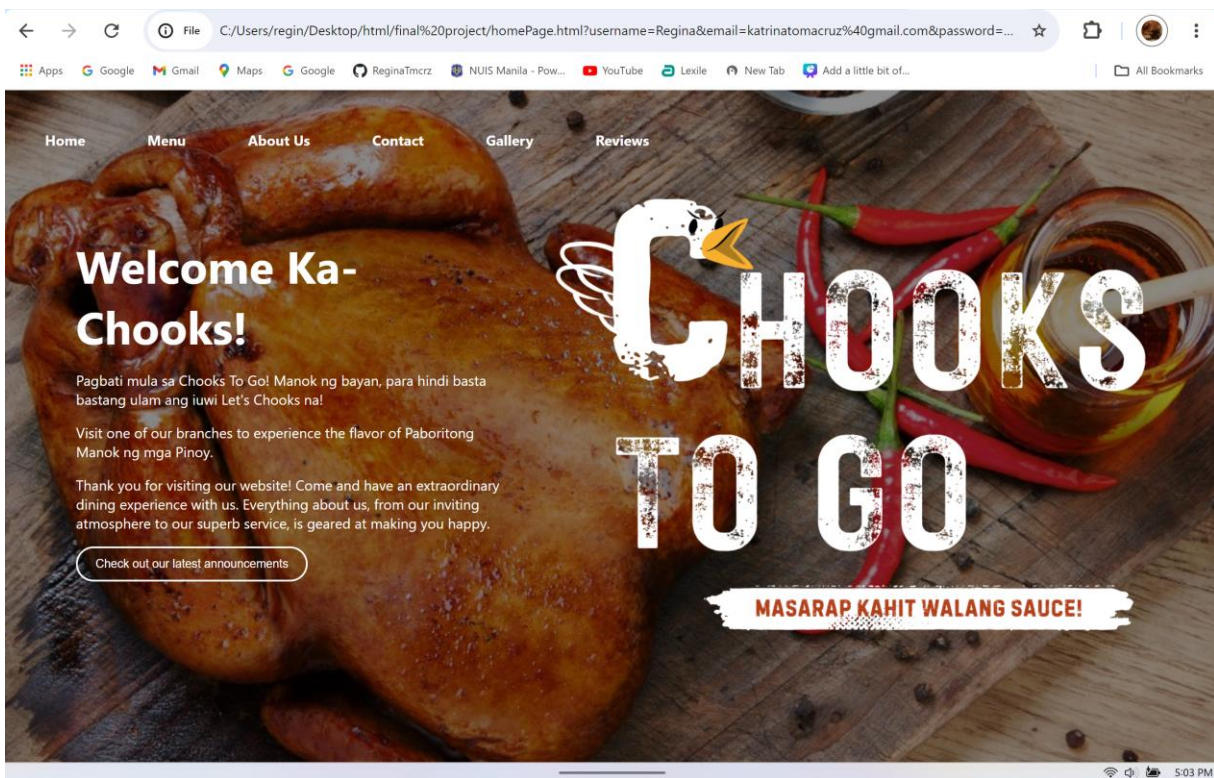 File C:/Users/regin/Desktop/html/final%20project/homePage.html?username=Regina&email=katrinatomacruz%40gmail.com&password=...
Apps Google Gmail Maps Google ReginaTmcrz NUIS Manila - Pow... YouTube Lexile New Tab Add a little bit of... All Bookmarks
Home Menu About Us Contact Gallery Reviews
Welcome Ka-
Chooks!
Pagbati mula sa Chooks To Go! Manok ng bayan, para hindi basta
bastang ulam ang iuwi Let's Chooks na!
Visit one of our branches to experience the flavor of Paboritong
Manok ng mga Pinoy.
Thank you for visiting our website! Come and have an extraordinary
dining experience with us. Everything about us, from our inviting
atmosphere to our superb service, is geared at making you happy.
Check out our latest announcements
CHOOKS
TO GO
MASARAP KAHIT WALANG SAUCE!
5:03 PM